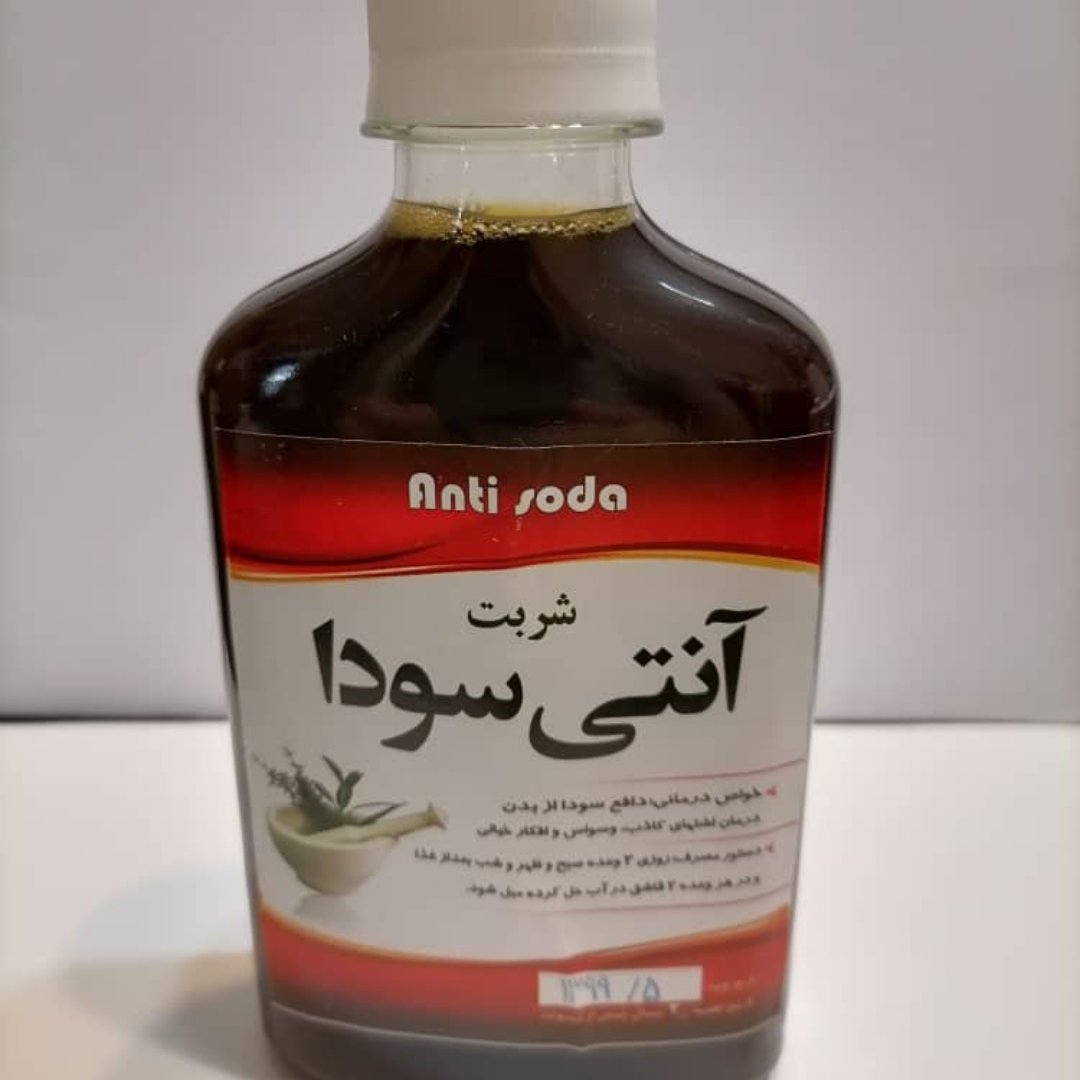 Anti soda
شربت
آنتی سودا
خواص درمانی: دافع سودا از بدن
درمان اشتهای کاذب، وسواس و افکار خیالی
دستور مصرف: روزی ۳ وعده صبح و ظهر و شب بعداز غذا
و در هر وعده ۲ قاشق در آب حل کرده میل شود.
۱۳۹۹/۵